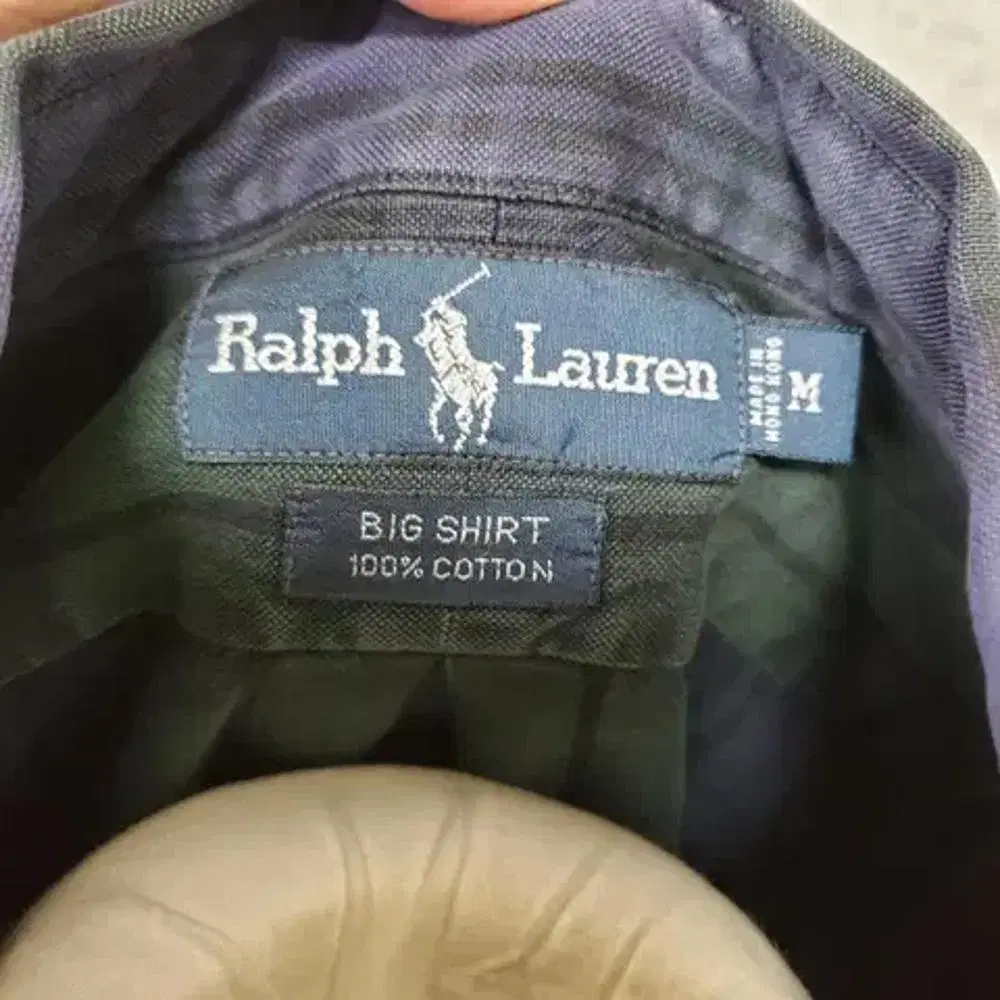 Ralph Lauren
MADE IN
HONG KONG
M
BIG SHIRT
100% COTTON